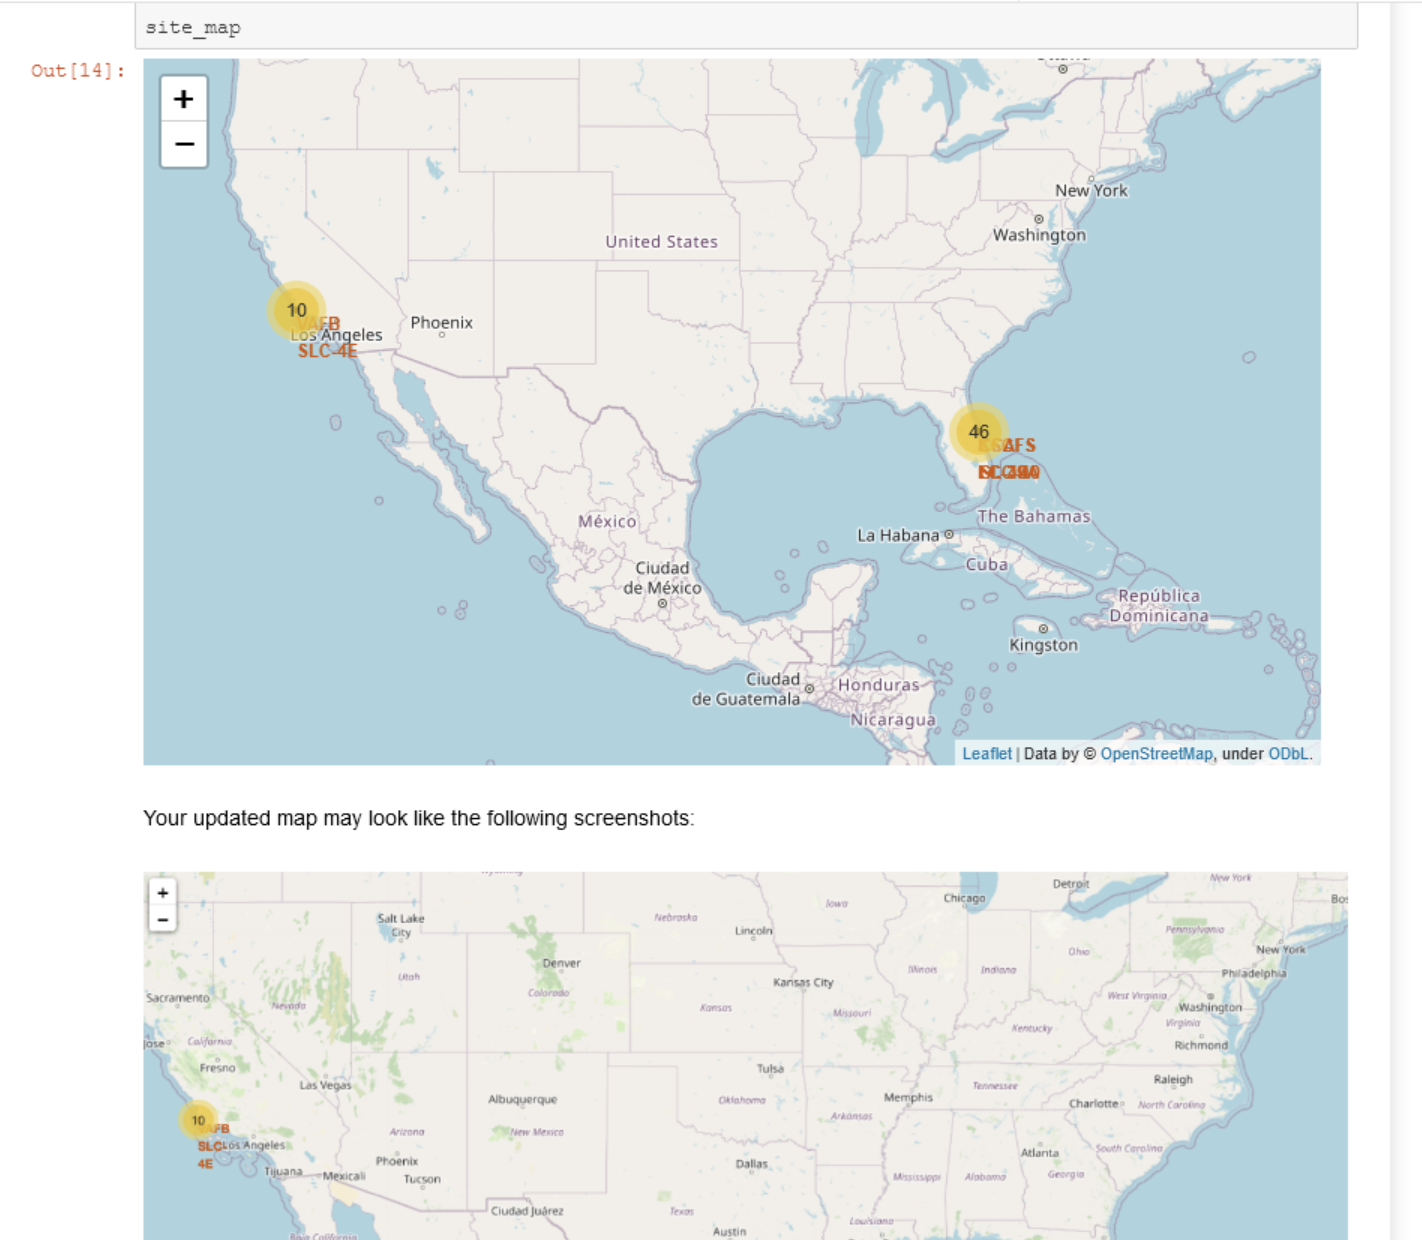 site_map
Out[14]:
+
−
New York
Washington
United States
10
VAFB
Los Angeles
Phoenix
SLC-4E
46
The Bahamas
México
La Habana
Cuba
Ciudad
de México
República
Dominicana
Kingston
Ciudad
de Guatemala
Honduras
Nicaragua
Leaflet | Data by © OpenStreetMap, under ODbL.
Your updated map may look like the following screenshots:
+
−
New York
Detroit
Chicago
Iowa
Salt Lake
City
Nebraska
Lincoln
Pennsylvania
New York
Ohio
Denver
Illinois
Indiana
Philadelphia
Utah
Kansas City
Colorado
Sacramento
Nevada
West Virginia
Washington
Kansas
Missouri
Virginia
Kentucky
California
Jose
Richmond
Fresno
Tulsa
Las Vegas
Tennessee
Raleigh
Albuquerque
Oklahoma
Memphis
Charlotte
North Carolina
10
AFB
Arkansas
Arizona
New Mexico
SLC-
Los Angeles
Atlanta
South Carolina
4E
Phoenix
Dallas
Tijuana
Mexicali
Tucson
Mississippi
Alabama
Georgia
Ciudad Juárez
Texas
Louisiana
Austin
Baja California